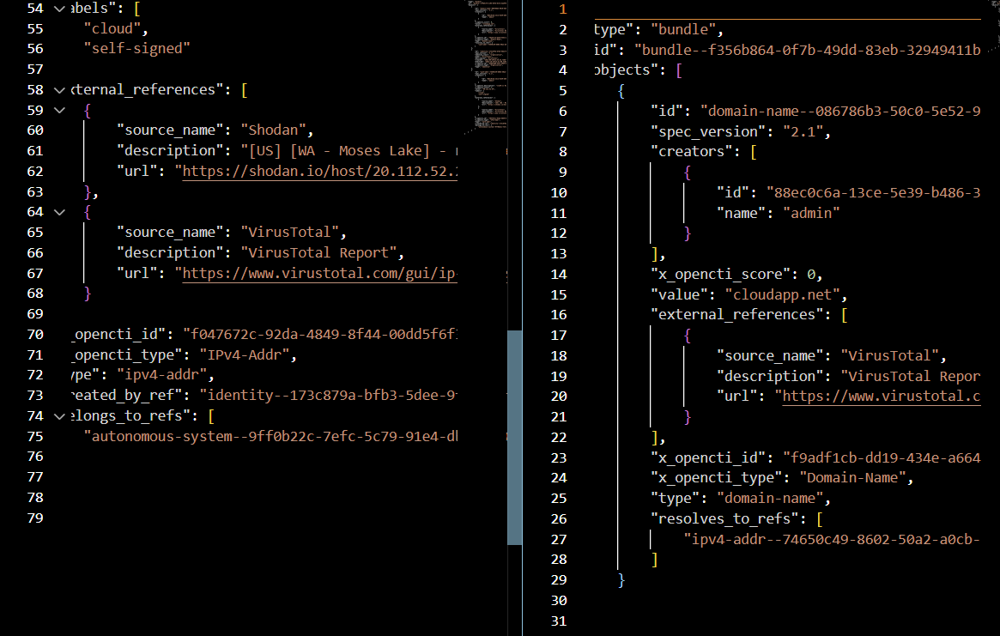 54 abels": [
55 "cloud",
56 "self-signed"
57
58 xternal_references": [
59 {
60 "source_name": "Shodan",
61 "description": "[US] [WA - Moses Lake] -
62 "url": "https://shodan.io/host/20.112.52.
63 },
64 {
65 "source_name": "VirusTotal",
66 "description": "VirusTotal Report",
67 "url": "https://www.virustotal.com/gui/ip-
68 }
69
70 _opencti_id": "f047672c-92da-4849-8f44-00dd5f6f
71 _opencti_type": "IPv4-Addr",
72 ype": "ipv4-addr",
73 reated_by_ref": "identity--173c879a-bfb3-5dee-9
74 elongs_to_refs": [
75 "autonomous-system--9ff0b22c-7efc-5c79-91e4-d
76
77
78
79
1
2 type": "bundle",
3 id": "bundle--f356b864-0f7b-49dd-83eb-32949411b
4 objects": [
5 {
6 "id": "domain-name--086786b3-50c0-5e52-9
7 "spec_version": "2.1",
8 "creators": [
9 {
10 "id": "88ec0c6a-13ce-5e39-b486-3
11 "name": "admin"
12 }
13 ],
14 "x_opencti_score": 0,
15 "value": "cloudapp.net",
16 "external_references": [
17 {
18 "source_name": "VirusTotal",
19 "description": "VirusTotal Repor
20 "url": "https://www.virustotal.c
21 }
22 ],
23 "x_opencti_id": "f9adf1cb-dd19-434e-a664
24 "x_opencti_type": "Domain-Name",
25 "type": "domain-name",
26 "resolves_to_refs": [
27 "ipv4-addr--74650c49-8602-50a2-a0cb-
28 ]
29 }
30
31